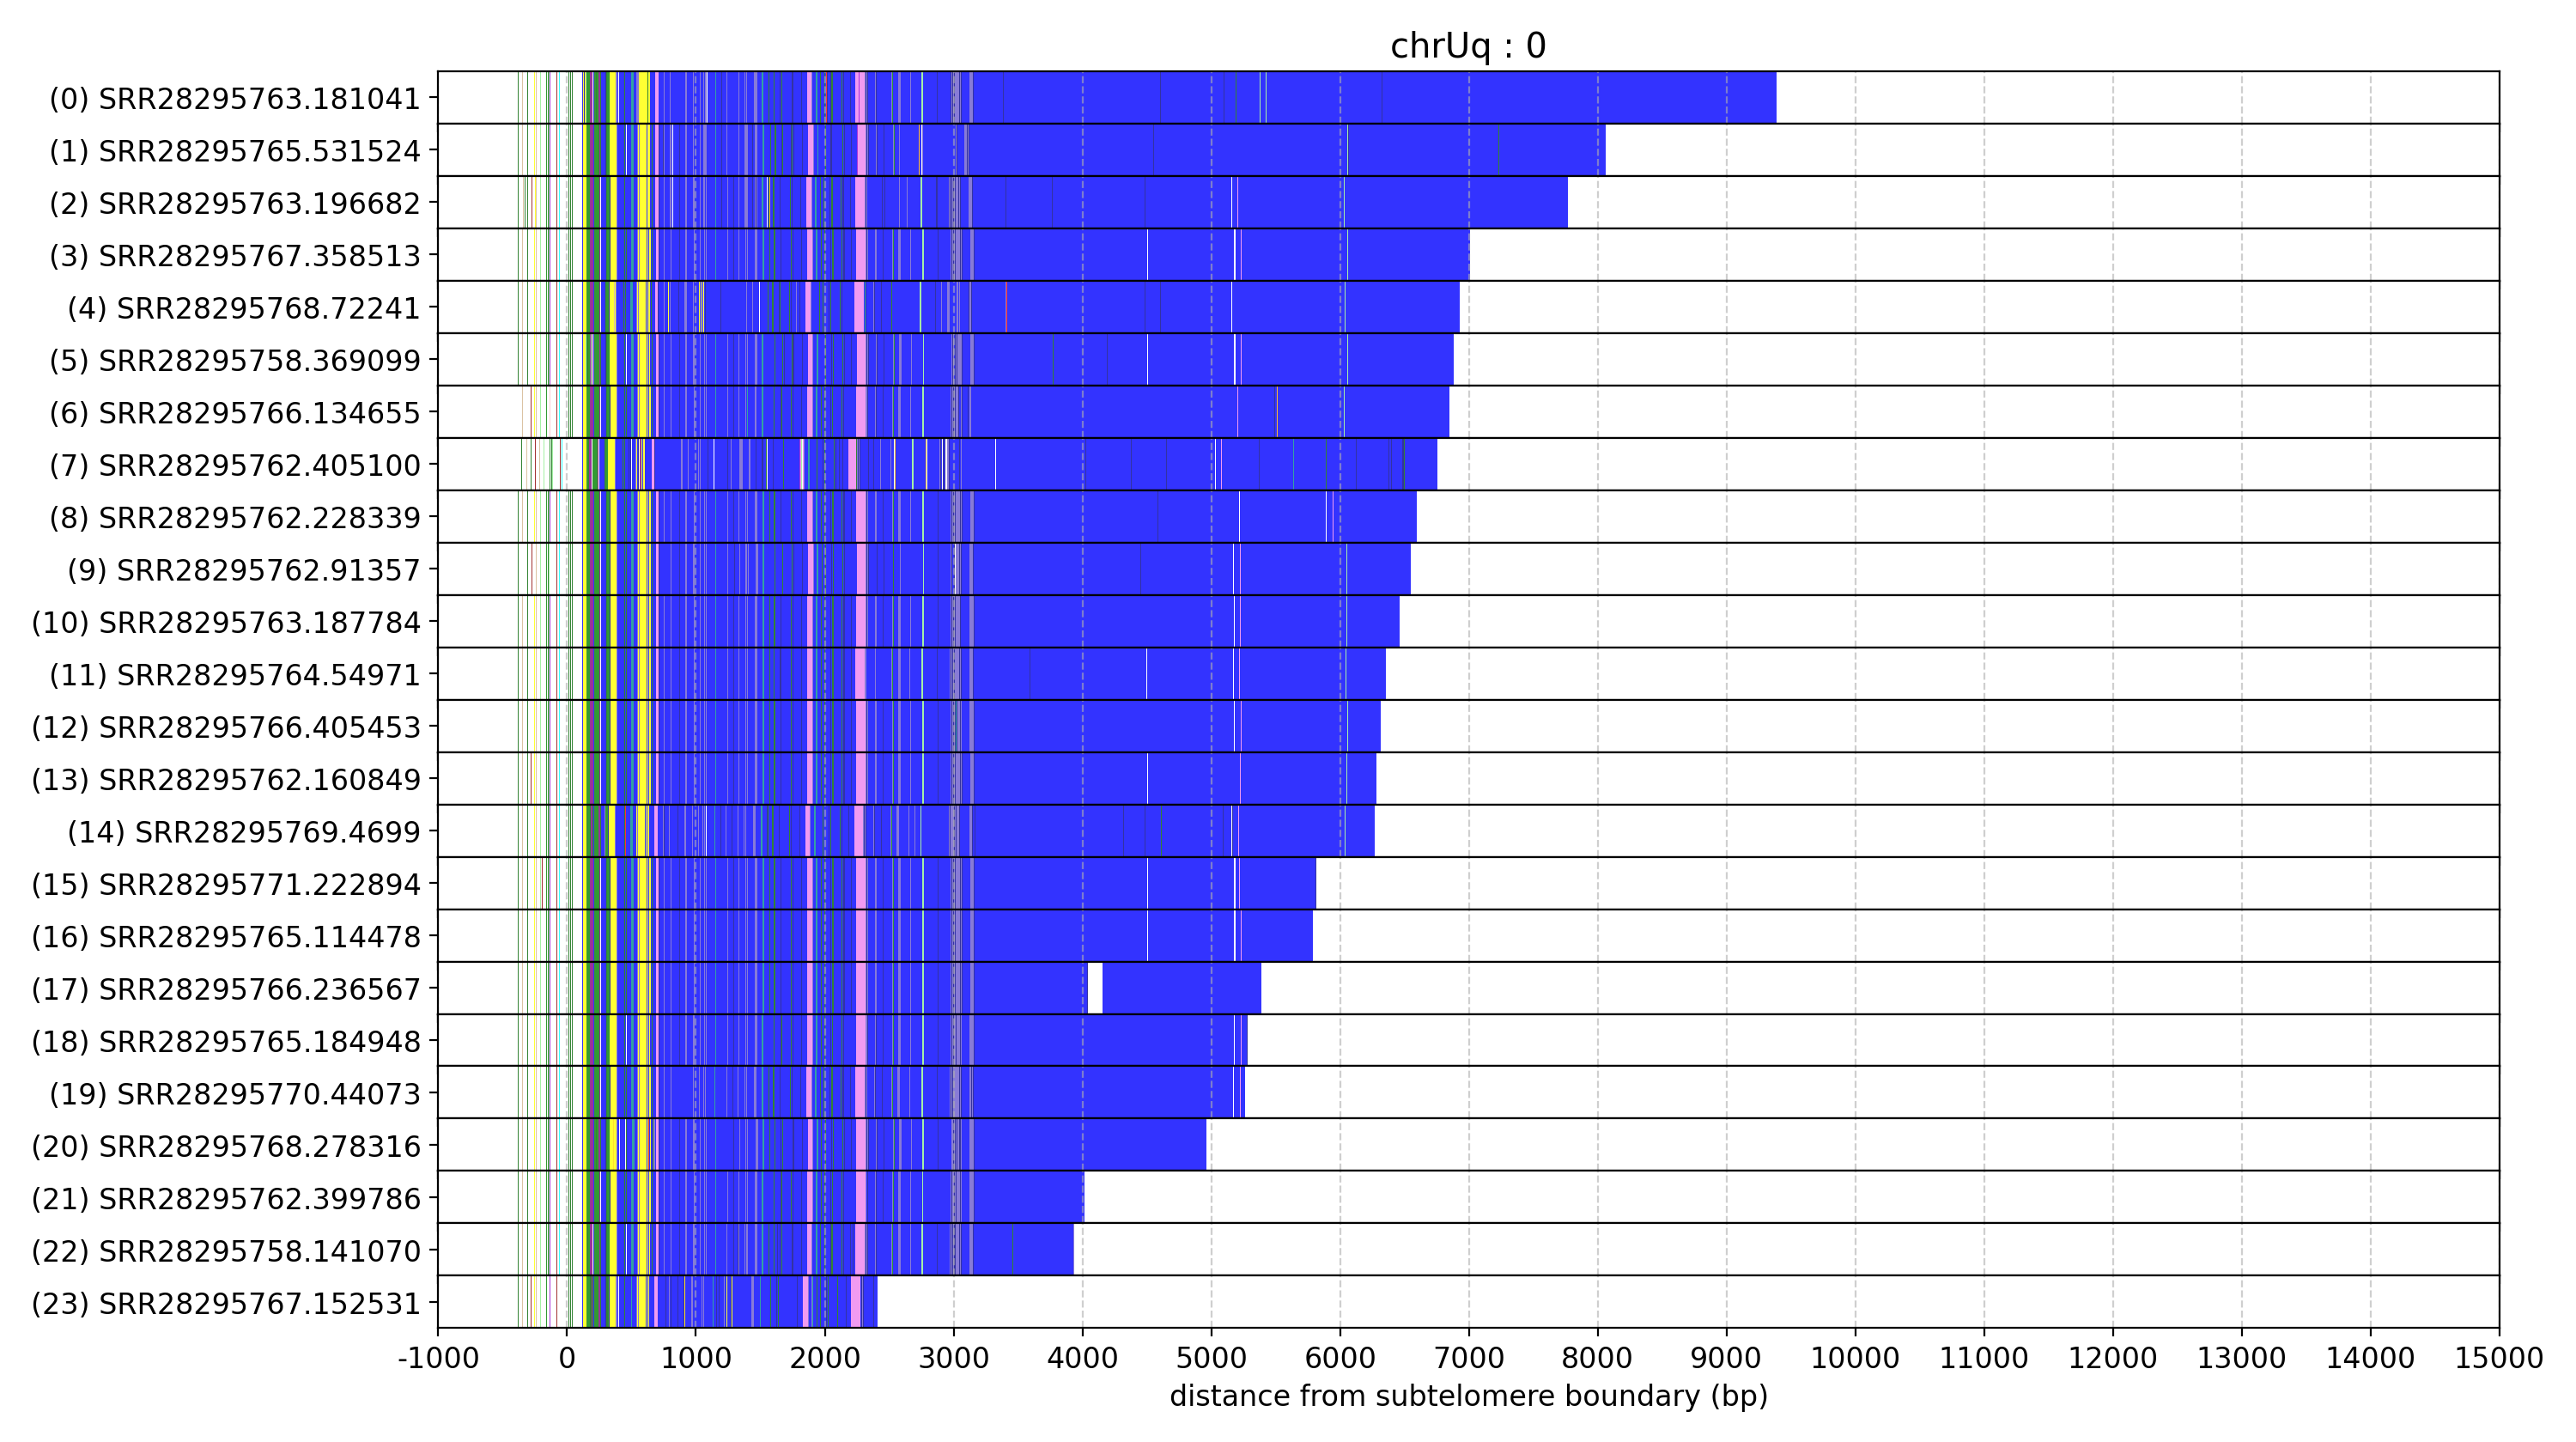 chrUq : 0
(0) SRR28295763.181041
(1) SRR28295765.531524
(2) SRR28295763.196682
(3) SRR28295767.358513
(4) SRR28295768.72241
(5) SRR28295758.369099
(6) SRR28295766.134655
(7) SRR28295762.405100
(8) SRR28295762.228339
(9) SRR28295762.91357
(10) SRR28295763.187784
(11) SRR28295764.54971
(12) SRR28295766.405453
(13) SRR28295762.160849
(14) SRR28295769.4699
(15) SRR28295771.222894
(16) SRR28295765.114478
(17) SRR28295766.236567
(18) SRR28295765.184948
(19) SRR28295770.44073
(20) SRR28295768.278316
(21) SRR28295762.399786
(22) SRR28295758.141070
(23) SRR28295767.152531
-1000 0 1000 2000 3000 4000 5000 6000 7000 8000 9000 10000 11000 12000 13000 14000 15000
distance from subtelomere boundary (bp)